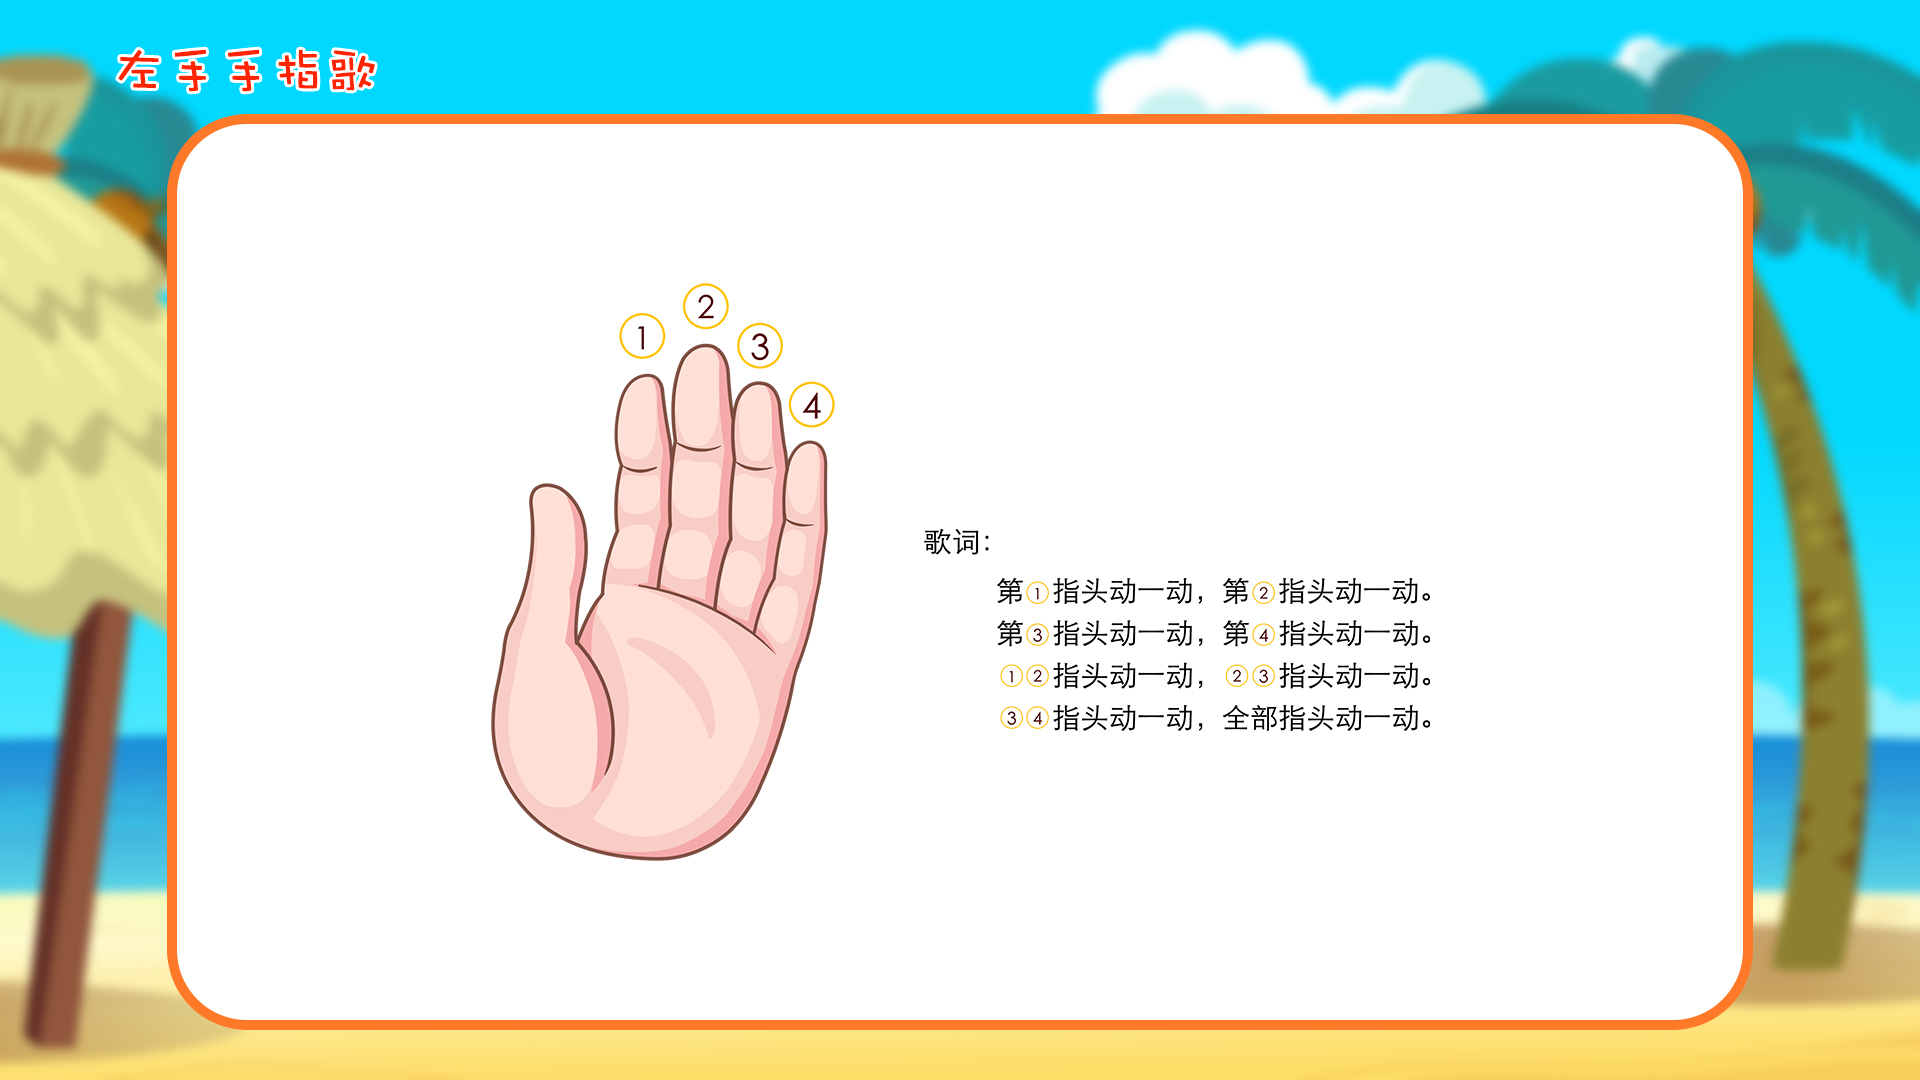 左手手指歌
①
②
③
④
歌词：
第①指头动一动，第②指头动一动。
第③指头动一动，第④指头动一动。
①②指头动一动，②③指头动一动。
③④指头动一动，全部指头动一动。